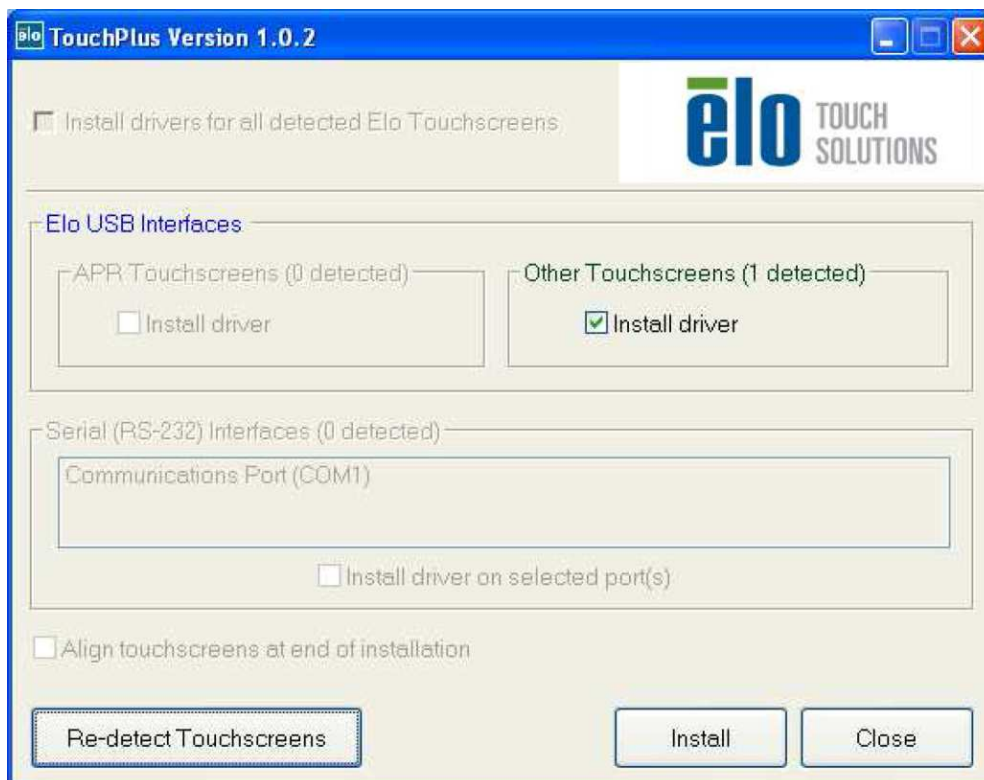 elo TouchPlus Version 1.0.2
Install drivers for all detected Elo Touchscreens
elo TOUCH
SOLUTIONS
Elo USB Interfaces
APR Touchscreens (0 detected)
Install driver
Other Touchscreens (1 detected)
Install driver
Serial (RS-232) Interfaces (0 detected)
Communications Port (COM1)
Install driver on selected port(s)
Align touchscreens at end of installation
Re-detect Touchscreens
Install
Close